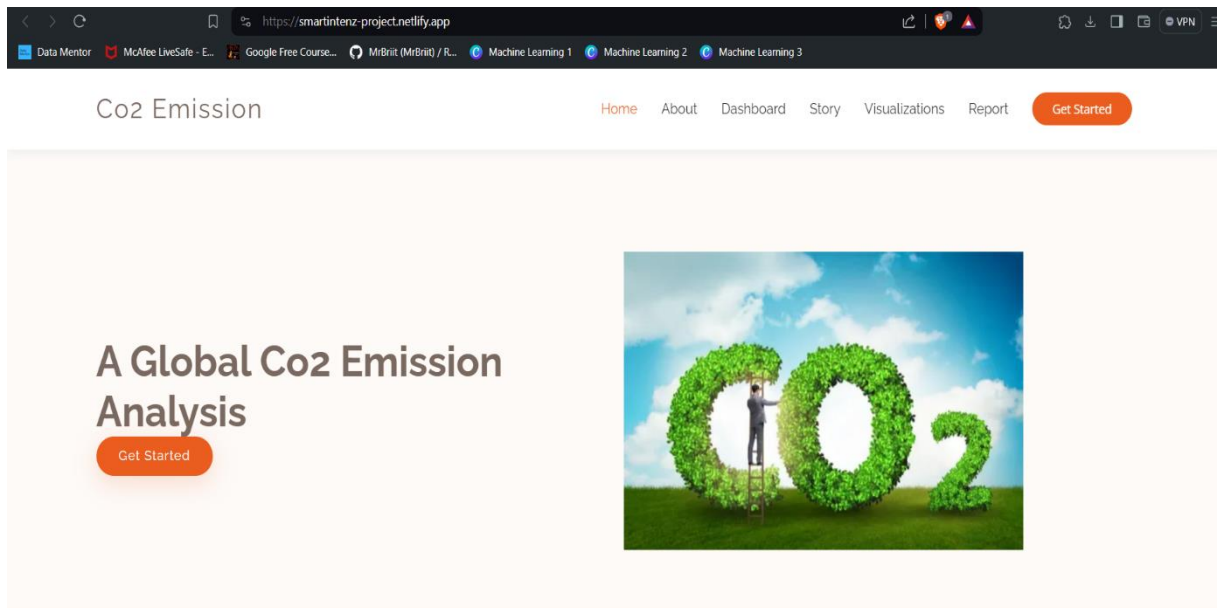 https://smartintenz-project.netlify.app
VPN
Data Mentor McAfee LiveSafe - E... Google Free Course... MrBriit (MrBriit) / R... Machine Learning 1 Machine Learning 2 Machine Learning 3
Co2 Emission Home About Dashboard Story Visualizations Report Get Started
A Global Co2 Emission
Analysis
Get Started
CO2